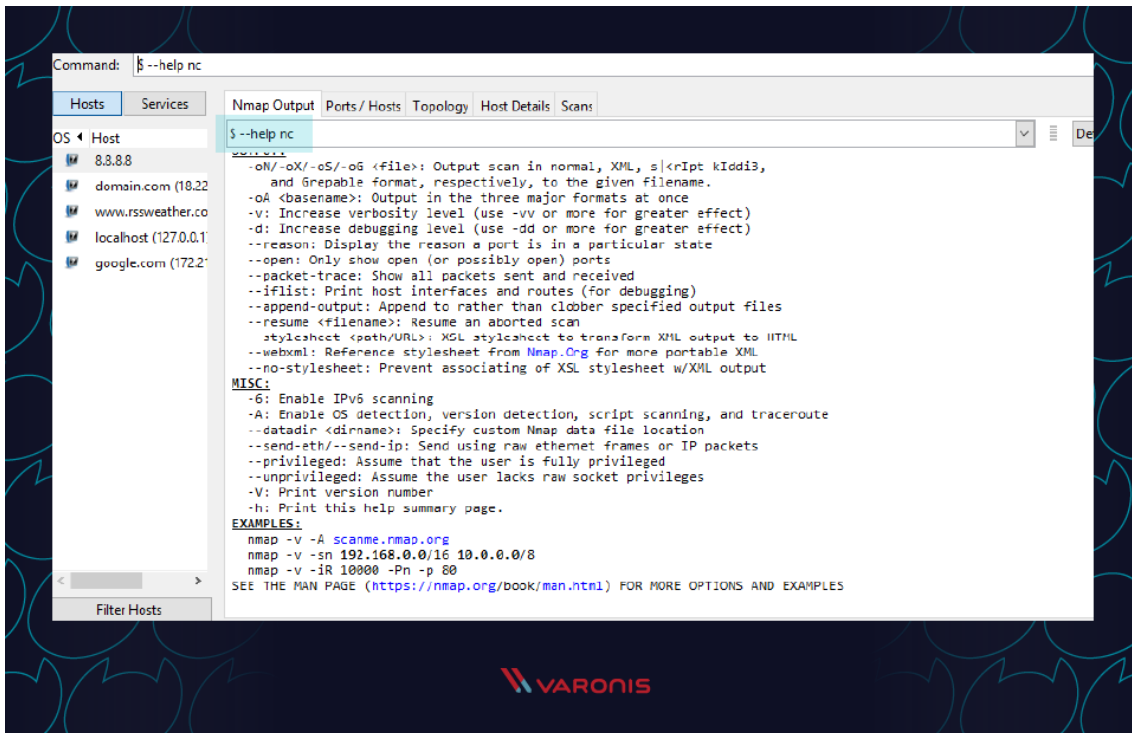 Command: $ --help nc
Hosts Services
Nmap Output Ports / Hosts Topology Host Details Scans
OS Host
$ --help nc
De
8.8.8.8
domain.com (18.22
www.rssweather.co
localhost (127.0.0.1
google.com (172.21
OUTPUT:
-oN/-oX/-oS/-oG <file>: Output scan in normal, XML, s|<rIpt kIddi3,
and Grepable format, respectively, to the given filename.
-oA <basename>: Output in the three major formats at once
-v: Increase verbosity level (use -vv or more for greater effect)
-d: Increase debugging level (use -dd or more for greater effect)
--reason: Display the reason a port is in a particular state
--open: Only show open (or possibly open) ports
--packet-trace: Show all packets sent and received
--iflist: Print host interfaces and routes (for debugging)
--append-output: Append to rather than clobber specified output files
--resume <filename>: Resume an aborted scan
stylesheet <path/URL>: XSL stylesheet to transform XML output to HTML
--webxml: Reference stylesheet from Nmap.Org for more portable XML
--no-stylesheet: Prevent associating of XSL stylesheet w/XML output
MISC:
-6: Enable IPv6 scanning
-A: Enable OS detection, version detection, script scanning, and traceroute
--datadir <dirname>: Specify custom Nmap data file location
--send-eth/--send-ip: Send using raw ethernet frames or IP packets
--privileged: Assume that the user is fully privileged
--unprivileged: Assume the user lacks raw socket privileges
-V: Print version number
-h: Print this help summary page.
EXAMPLES:
nmap -v -A scanme.nmap.org
nmap -v -sn 192.168.0.0/16 10.0.0.0/8
nmap -v -iR 10000 -Pn -p 80
SEE THE MAN PAGE (https://nmap.org/book/man.html) FOR MORE OPTIONS AND EXAMPLES
Filter Hosts
VARONIS